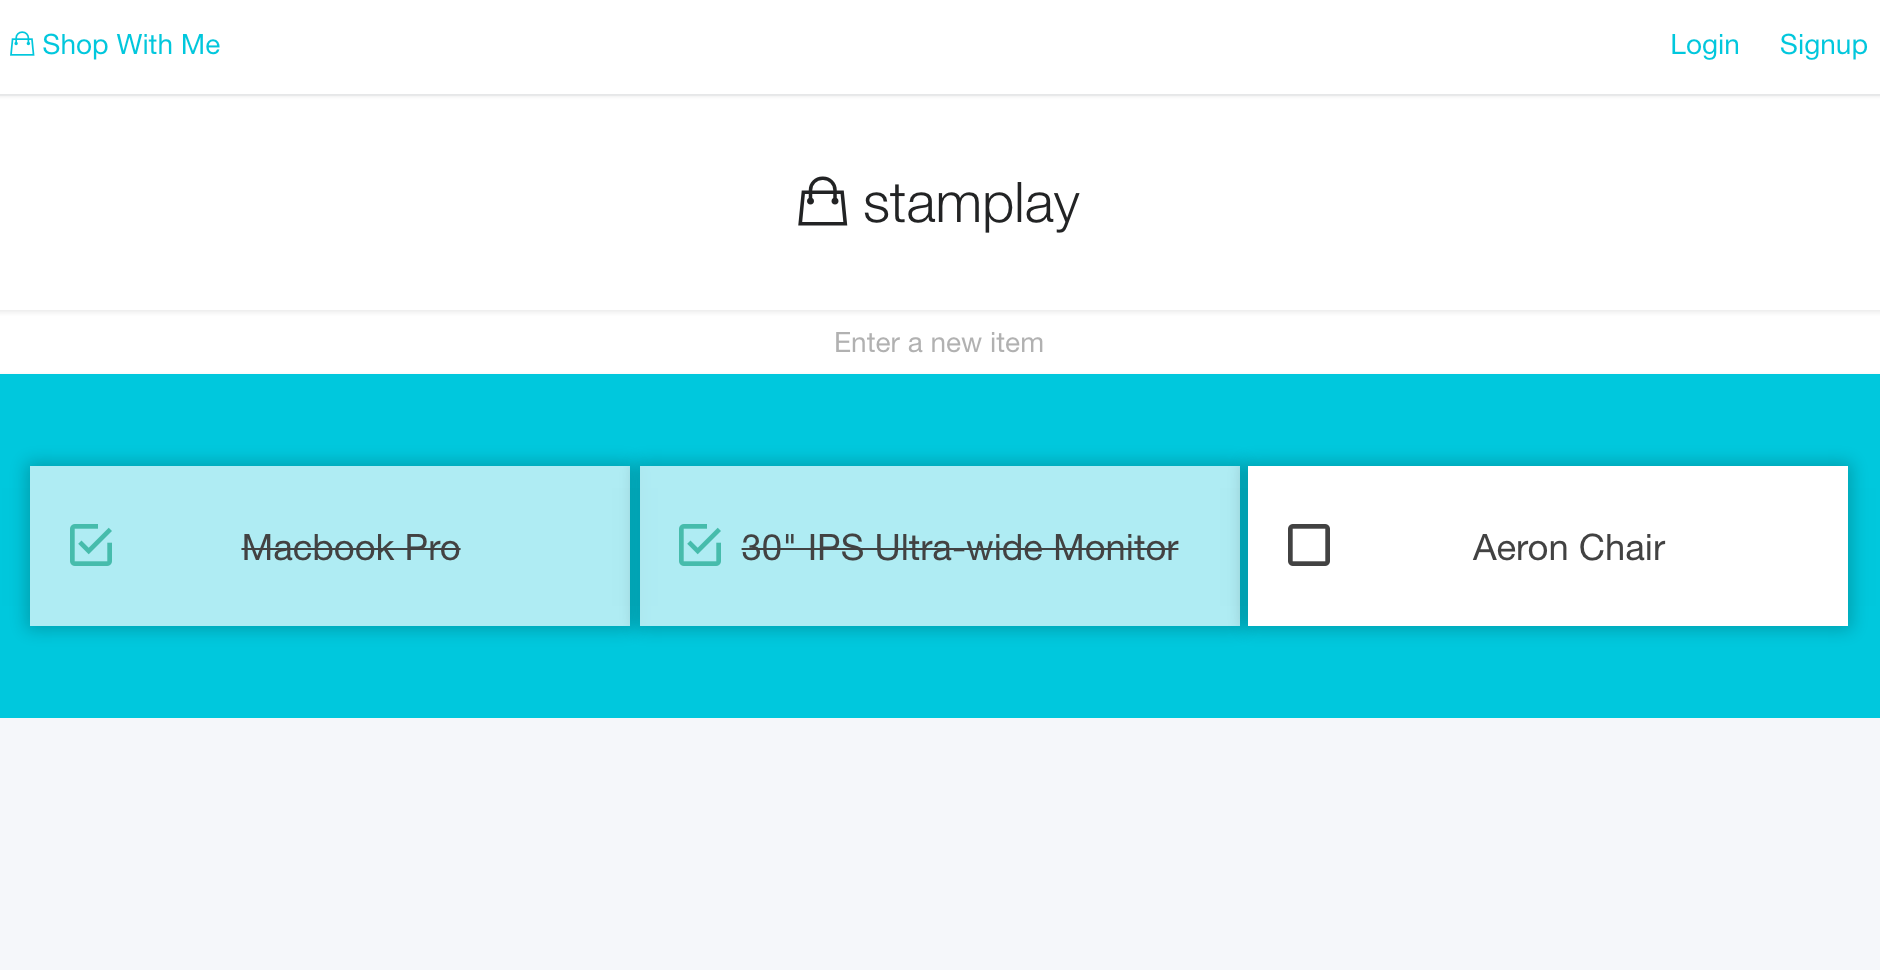 Shop With Me
Login
Signup
stamplay
Enter a new item
Macbook Pro
30" IPS Ultra-wide Monitor
Aeron Chair